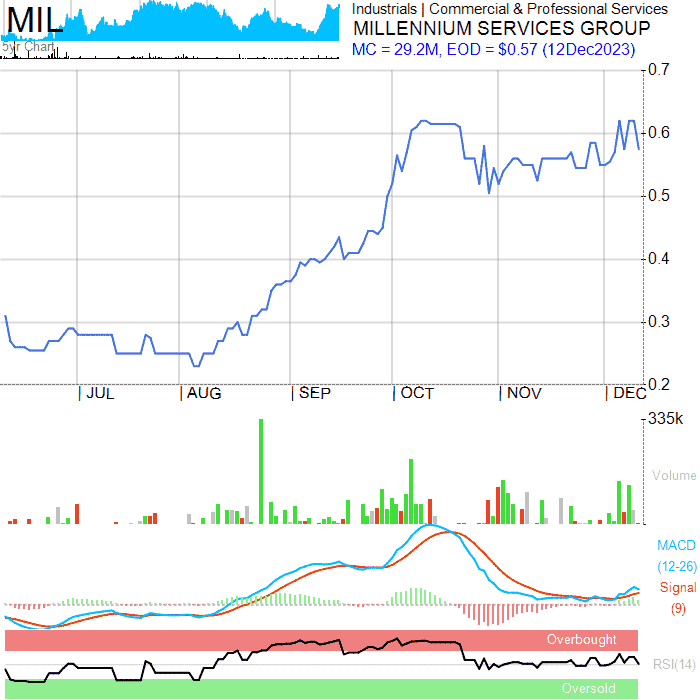 MIL
5yr Chart
Industrials | Commercial & Professional Services
MILLENNIUM SERVICES GROUP
MC = 29.2M, EOD = $0.57 (12Dec2023)
0.7
0.6
0.5
0.4
0.3
0.2
| JUL | AUG | SEP | OCT | NOV | DEC
335k
Volume
MACD
(12-26)
Signal
(9)
Overbought
RSI(14)
Oversold